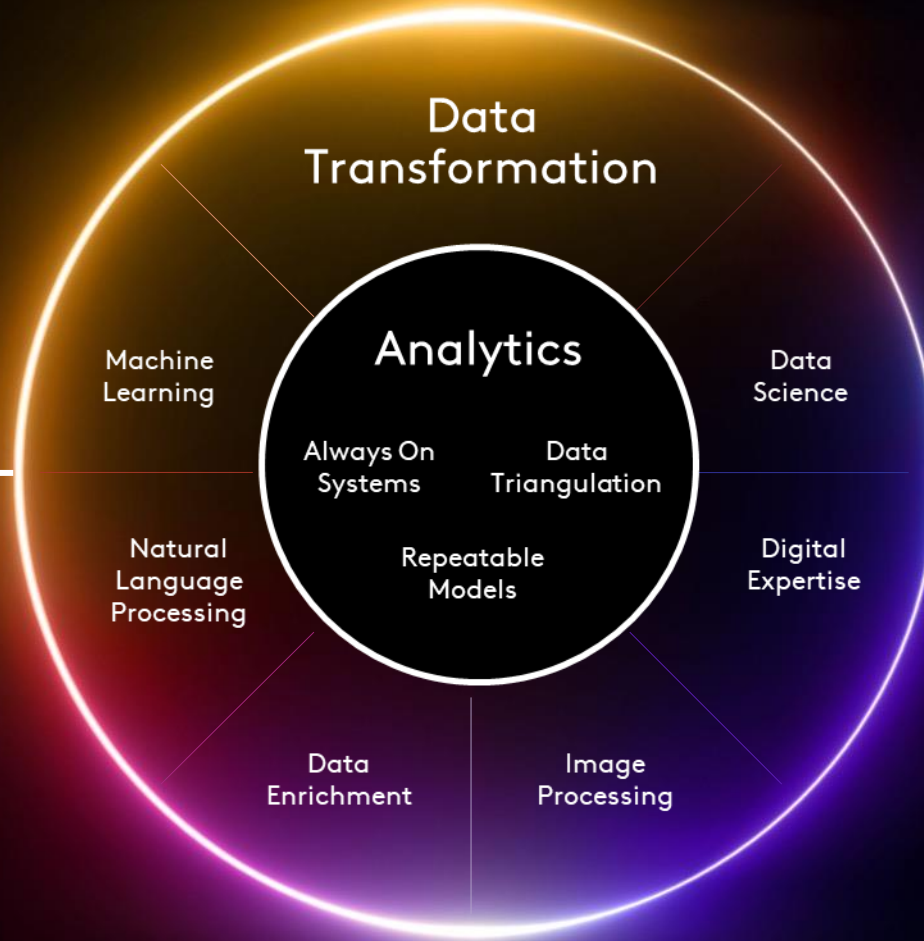 Data
Transformation
Analytics
Machine
Learning
Data
Science
Always On
Systems
Data
Triangulation
Natural
Language
Processing
Repeatable
Models
Digital
Expertise
Data
Enrichment
Image
Processing